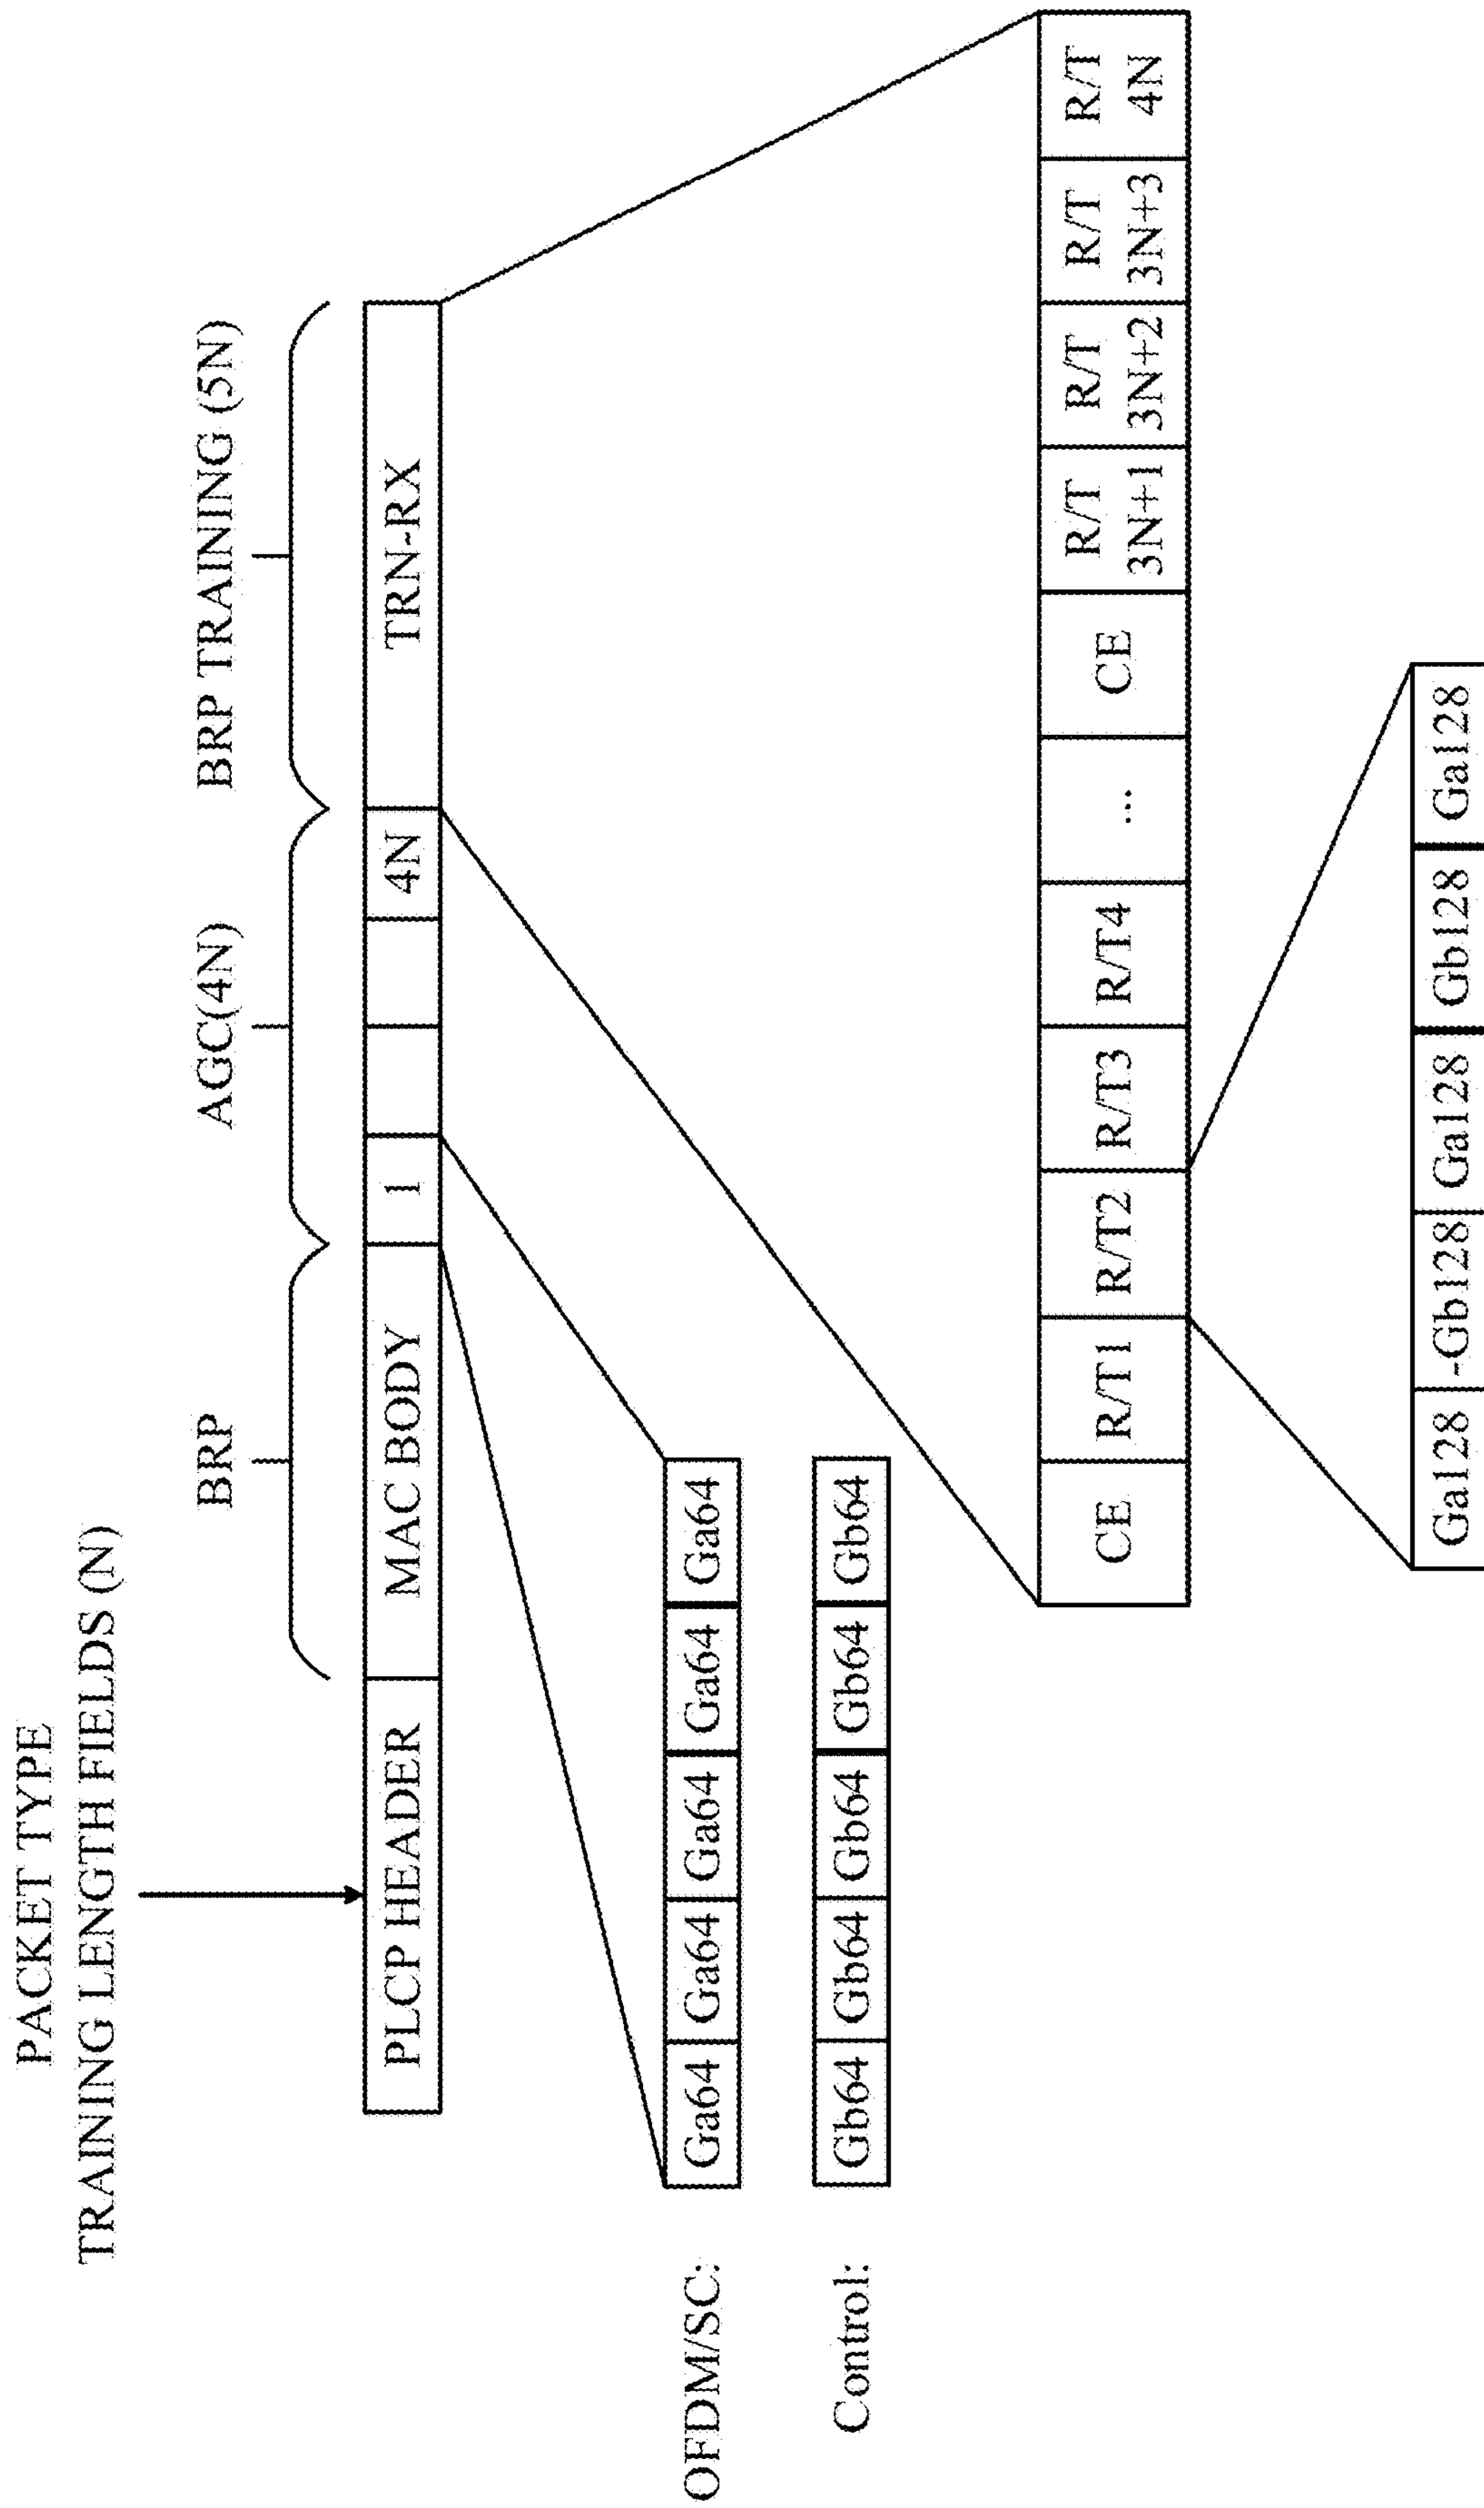 PACKET TYPE
TRAINING LENGTH FIELDS (N)
BRP
AGC(4N)
BRP TRAINING (5N)
PLCP HEADER
MAC BODY
1
4N
TRN-RX
OFDM/SC:
Ga64
Ga64
Ga64
Ga64
Ga64
Control:
Gb64
Gb64
Gb64
Gb64
Gb64
CE
R/T1
R/T2
R/T3
R/T4
...
CE
R/T
3N+1
R/T
3N+2
R/T
3N+3
R/T
4N
Ga128
-Gb128
Ga128
Gb128
Ga128